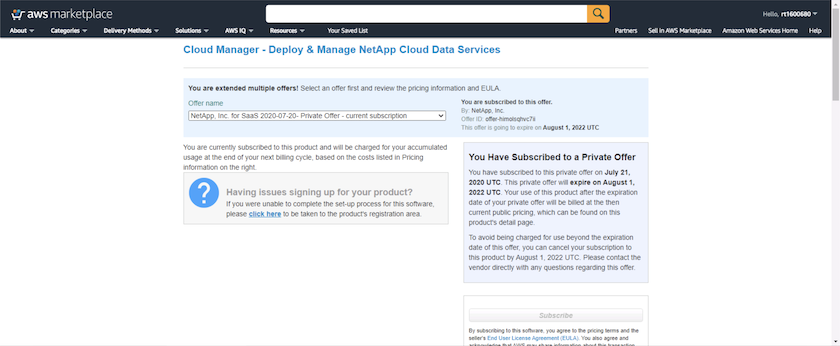 aws marketplace
Hello, rt1600680
About Categories Delivery Methods Solutions AWS IQ Resources Your Saved List Partners Sell in AWS Marketplace Amazon Web Services Home Help
Cloud Manager - Deploy & Manage NetApp Cloud Data Services
You are extended multiple offers! Select an offer first and review the pricing information and EULA.
Offer name
NetApp, Inc. for SaaS 2020-07-20- Private Offer - current subscription
You are subscribed to this offer.
By: NetApp, Inc.
Offer ID: offer-himolsqhvc7ii
This offer is going to expire on August 1, 2022 UTC
You are currently subscribed to this product and will be charged for your accumulated
usage at the end of your next billing cycle, based on the costs listed in Pricing
information on the right.
Having issues signing up for your product?
If you were unable to complete the set-up process for this software,
please click here to be taken to the product's registration area.
You Have Subscribed to a Private Offer
You have subscribed to this private offer on July 21,
2020 UTC. This private offer will expire on August 1,
2022 UTC. Your use of this product after the expiration
date of your private offer will be billed at the then
current public pricing, which can be found on this
product's detail page.
To avoid being charged for use beyond the expiration
date of this offer, you can cancel your subscription to
this product by August 1, 2022 UTC. Please contact the
vendor directly with any questions regarding this offer.
Subscribe
By subscribing to this software, you agree to the pricing terms and the
seller's End User License Agreement (EULA). You also agree and
acknowledge that AWS may share information about this transaction